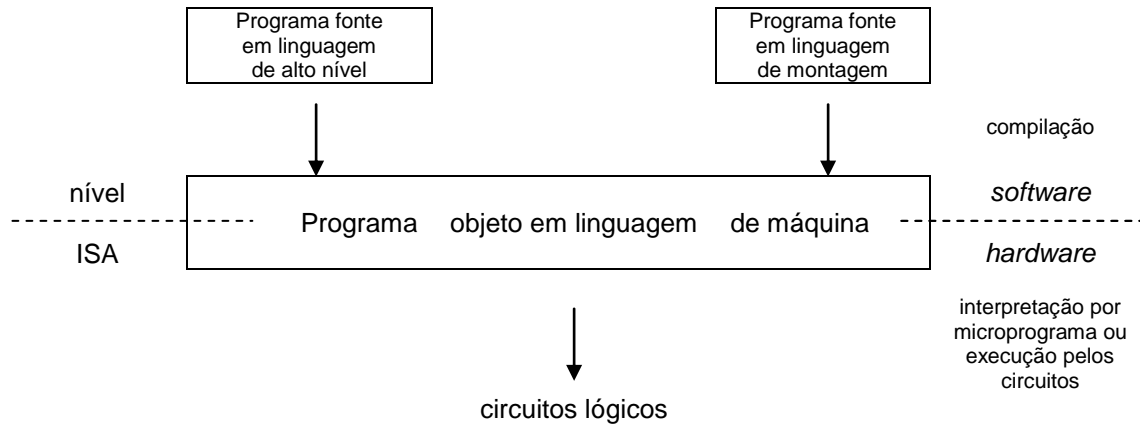 Programa fonte
em linguagem
de alto nível
Programa fonte
em linguagem
de montagem
compilação
nível
software
Programa objeto em linguagem de máquina
ISA
hardware
interpretação por
microprograma ou
execução pelos
circuitos
circuitos lógicos